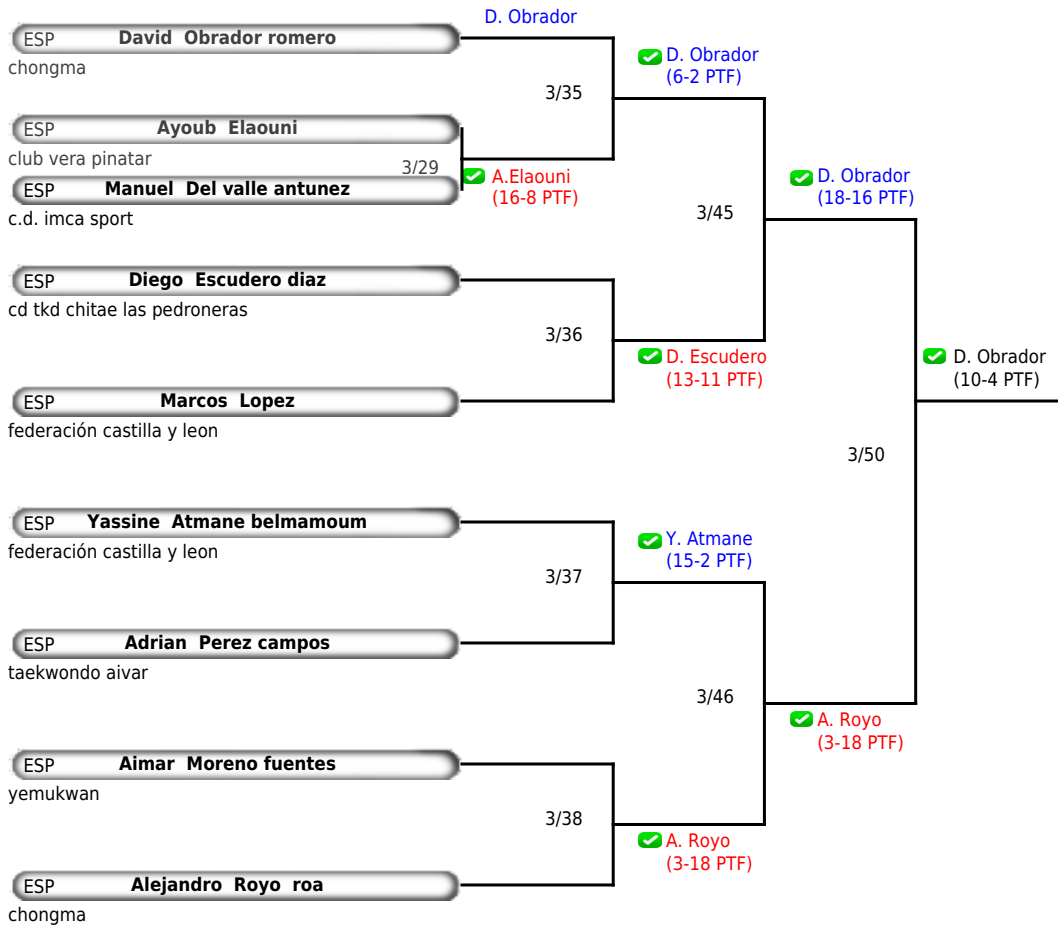 D. Obrador
ESP David Obrador romero
chongma
D. Obrador
(6-2 PTF)
3/35
ESP Ayoub Elaouni
club vera pinatar
3/29
A.Elaouni
(16-8 PTF)
ESP Manuel Del valle antunez
c.d. imca sport
D. Obrador
(18-16 PTF)
3/45
ESP Diego Escudero diaz
cd tkd chitae las pedroneras
3/36
D. Escudero
(13-11 PTF)
ESP Marcos Lopez
federación castilla y leon
D. Obrador
(10-4 PTF)
3/50
ESP Yassine Atmane belmamoum
federación castilla y leon
Y. Atmane
(15-2 PTF)
3/37
ESP Adrian Perez campos
taekwondo aivar
3/46
A. Royo
(3-18 PTF)
ESP Aimar Moreno fuentes
yemukwan
3/38
A. Royo
(3-18 PTF)
ESP Alejandro Royo roa
chongma